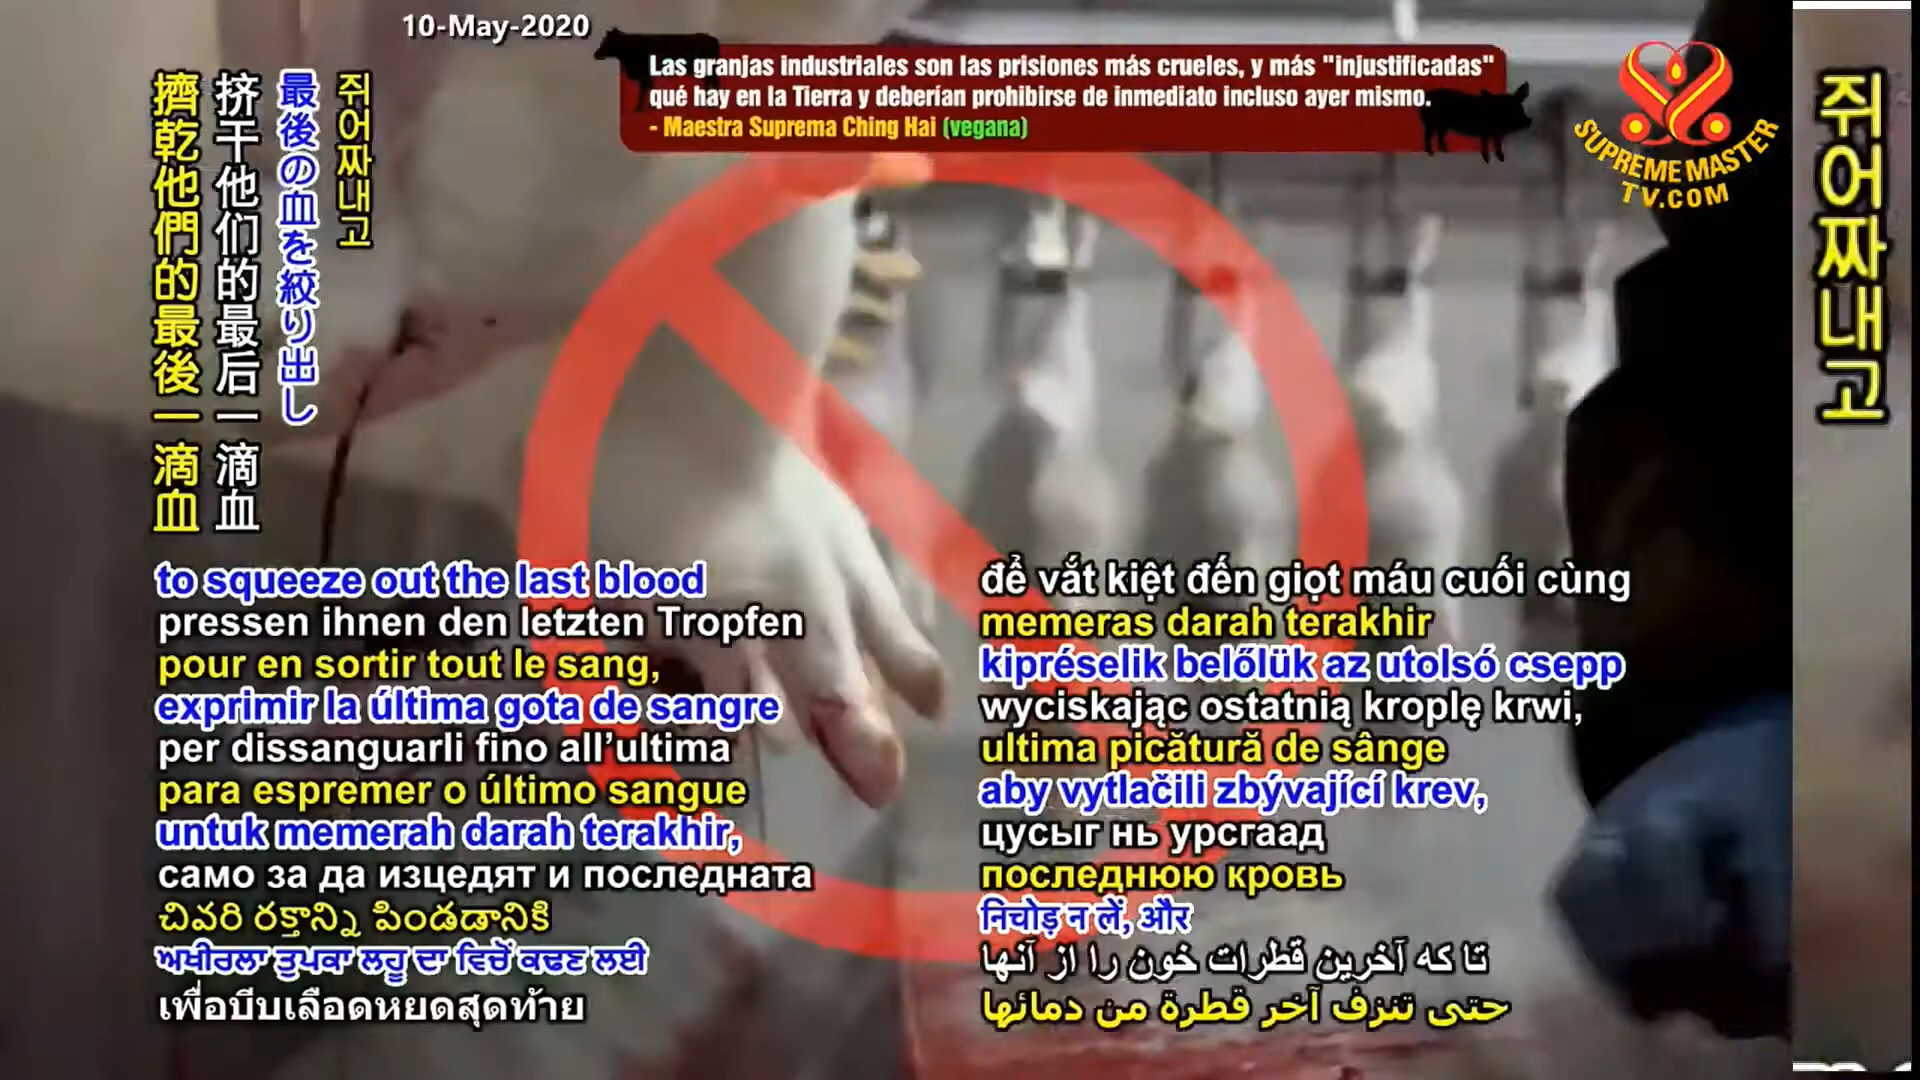 10-May-2020
Las granjas industriales son las prisiones más crueles, y más "injustificadas"
qué hay en la Tierra y deberían prohibirse de inmediato incluso ayer mismo.
- Maestra Suprema Ching Hai (vegana)
SUPREME MASTER
TV.COM
擠乾他們的最後一滴血
挤干他们的最后一滴血
最後の血を絞り出し
쥐어짜내고
쥐어짜내고
to squeeze out the last blood
pressen ihnen den letzten Tropfen
pour en sortir tout le sang,
exprimir la última gota de sangre
per dissanguarli fino all’ultima
para espremer o último sangue
untuk memerah darah terakhir,
само за да изцедят и последната
చివరి రక్తాన్ని పిండడానికి
ਅਖੀਰਲਾ ਤੁਪਕਾ ਲਹੂ ਦਾ ਵਿਚੋਂ ਕਢਣ ਲਈ
เพื่อบีบเลือดหยดสุดท้าย
để vắt kiệt đến giọt máu cuối cùng
memeras darah terakhir
kipréselik belőlük az utolsó csepp
wyciskając ostatnią kroplę krwi,
ultima picătură de sânge
aby vytlačili zbývající krev,
цусыг нь урсгаад
последнюю кровь
निचोड़ न लें, और
تا که آخرین قطرات خون را از آنها
حتى تنزف آخر قطرة من دمائها